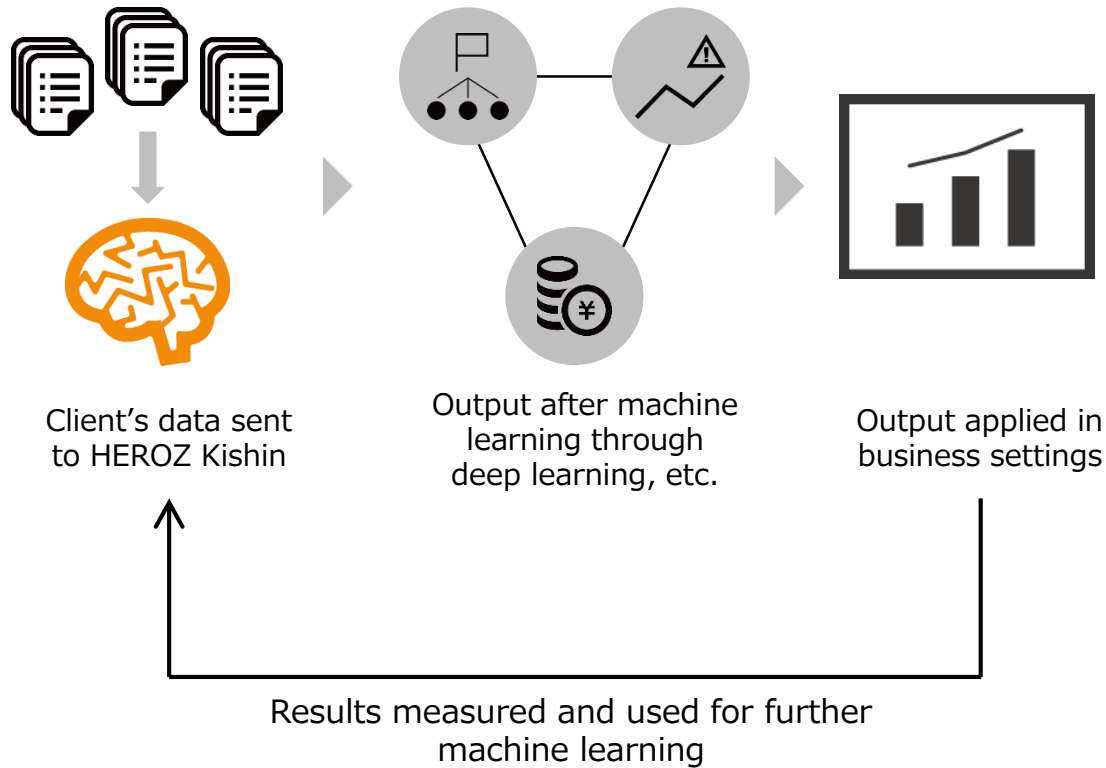 !
¥
Client's data sent
to HEROZ Kishin
Output after machine
learning through
deep learning, etc.
Output applied in
business settings
Results measured and used for further
machine learning